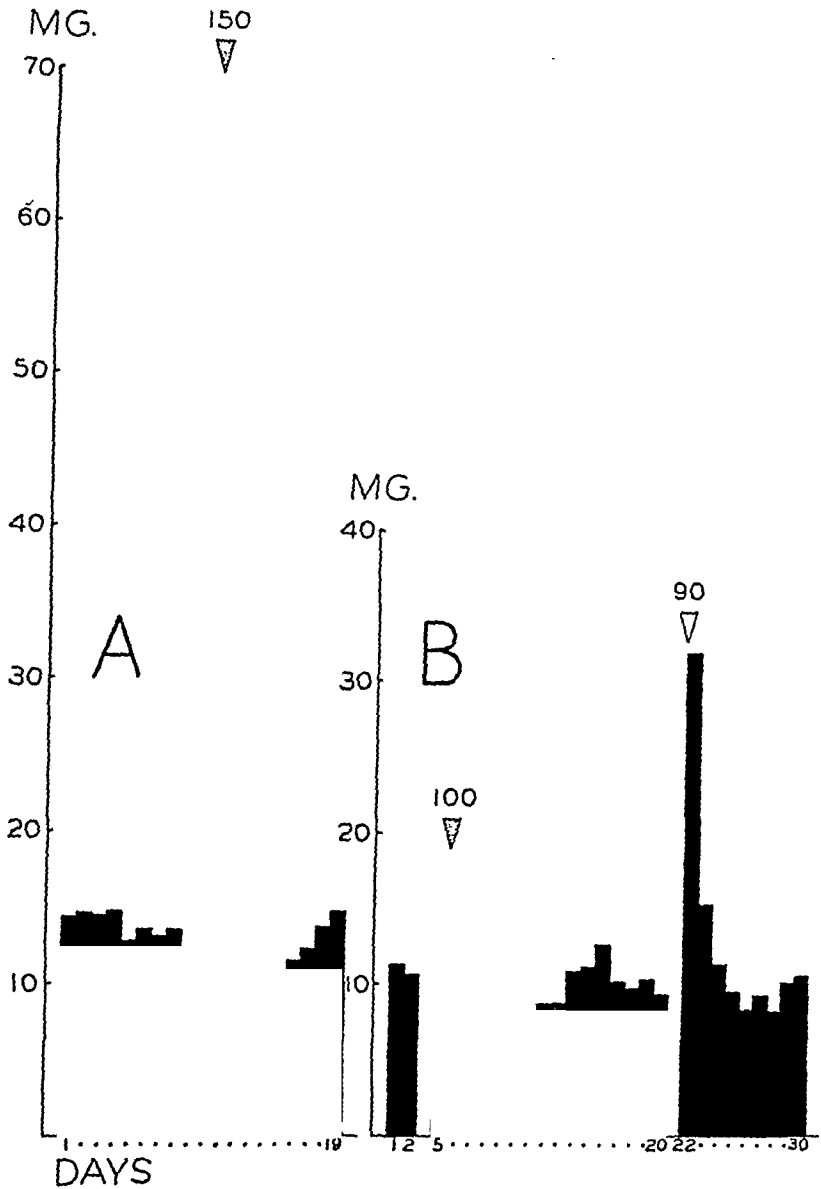 MG.
150
70
60
50
40
30
20
10
A
1 . . . . . . . . . . . . . . . . . 19
DAYS
MG.
40
30
20
10
B
100
90
1 2 5 . . . . . . . . . . . . . . 20 22 . . . . . . . 30